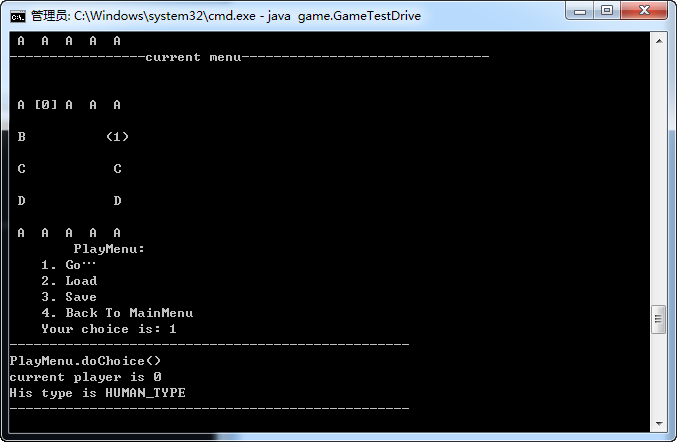 管理员: C:\Windows\system32\cmd.exe - java  game.GameTestDrive
A  A  A  A  A
-----------------current menu-------------------------------
A [0] A  A  A
B          (1)
C           C
D           D
A  A  A  A  A
PlayMenu:
1. Go…
2. Load
3. Save
4. Back To MainMenu
Your choice is: 1
--------------------------------------------------
PlayMenu.doChoice()
current player is 0
His type is HUMAN_TYPE
--------------------------------------------------